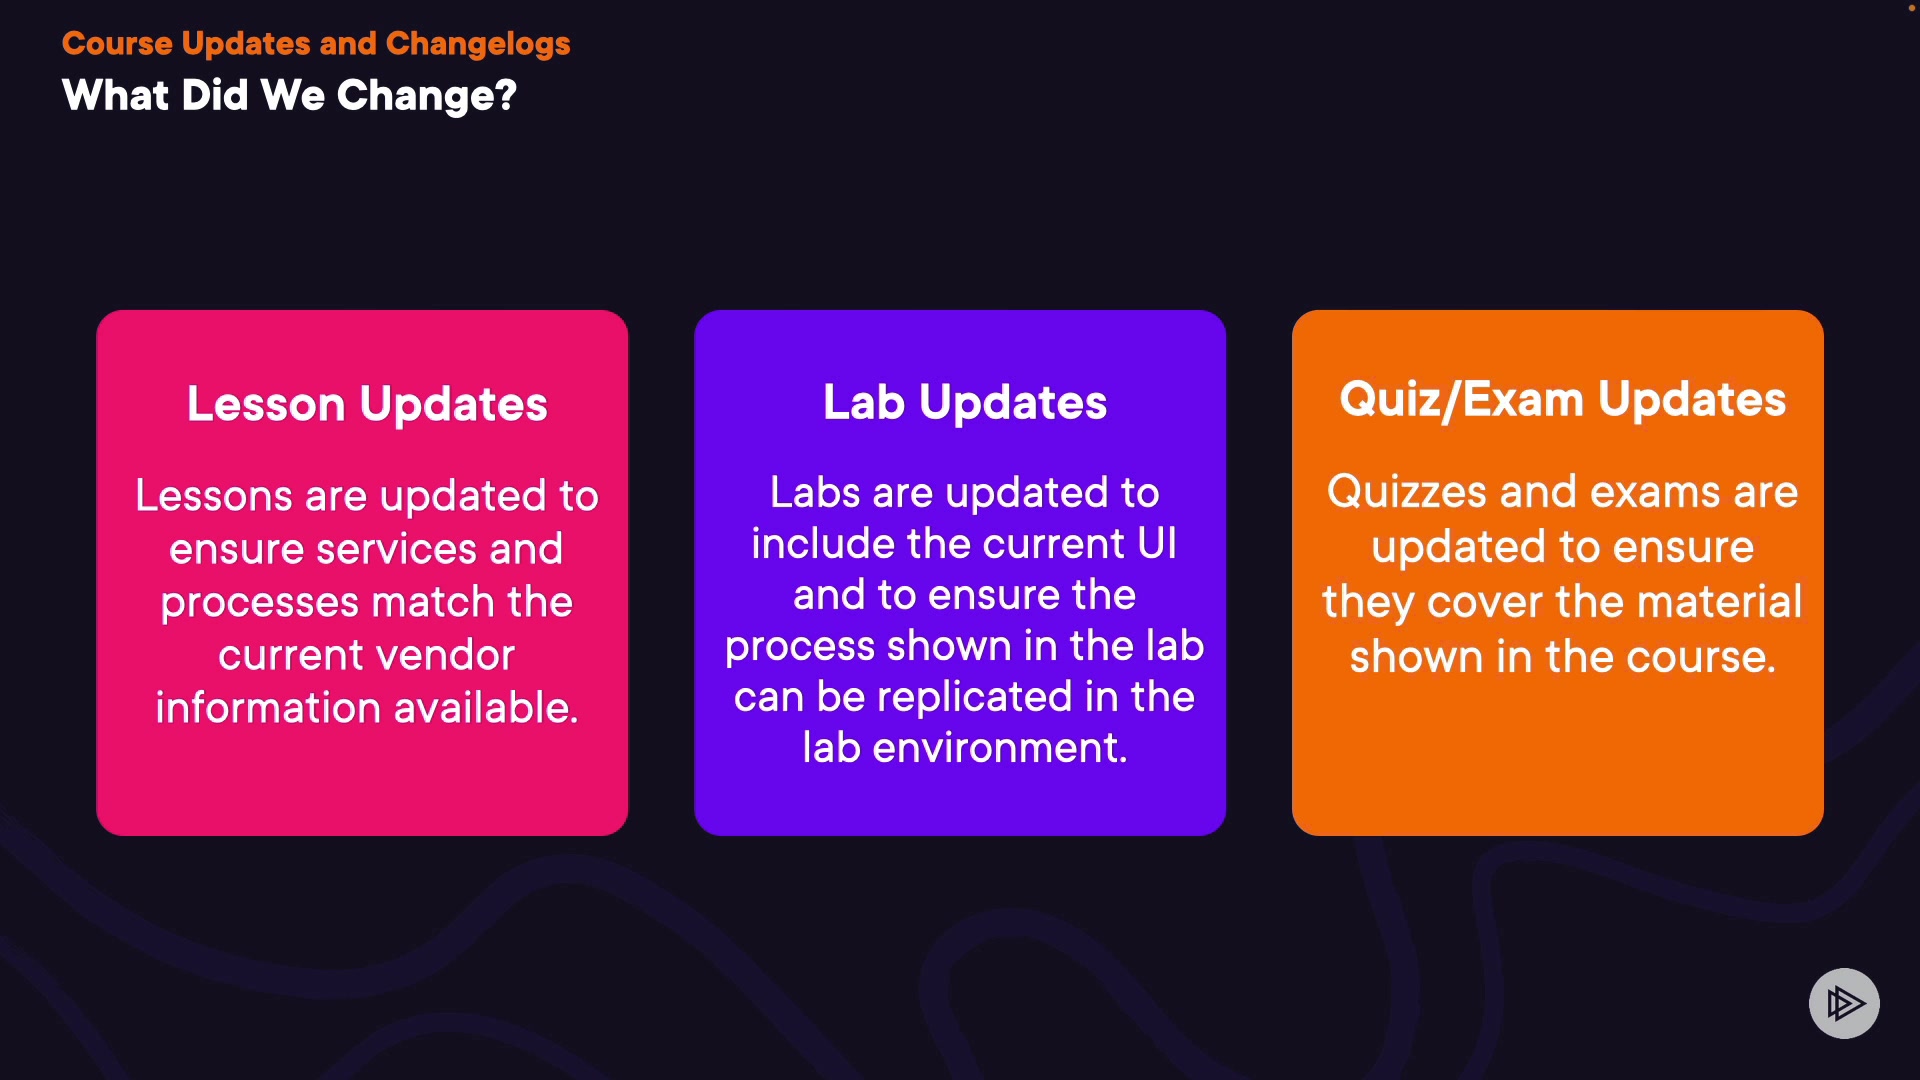 Course Updates and Changelogs
What Did We Change?
Lesson Updates
Lessons are updated to
ensure services and
processes match the
current vendor
information available.
Lab Updates
Labs are updated to
include the current UI
and to ensure the
process shown in the lab
can be replicated in the
lab environment.
Quiz/Exam Updates
Quizzes and exams are
updated to ensure
they cover the material
shown in the course.